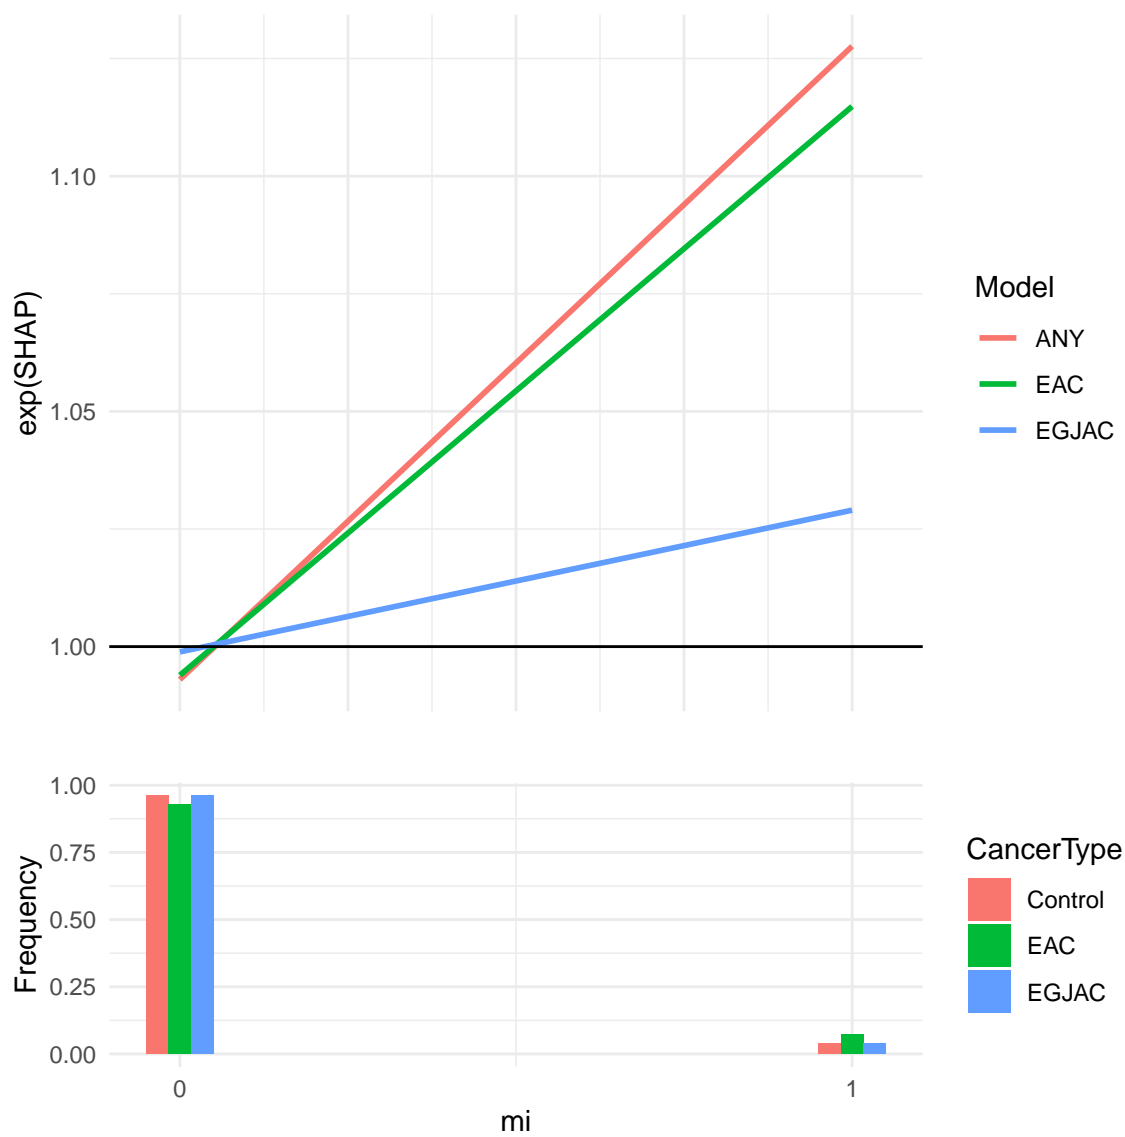 exp(SHAP)
1.10
1.05
1.00
Model
ANY
EAC
EGJAC
Frequency
1.00
0.75
0.50
0.25
0.00
0
1
mi
CancerType
Control
EAC
EGJAC